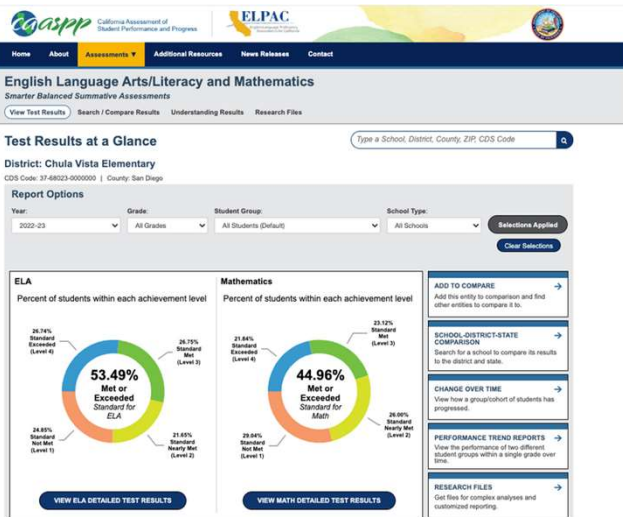 caaspp California Assessment of
Student Performance and Progress
ELPAC
Home About Assessments ▼ Additional Resources News Releases Contact
English Language Arts/Literacy and Mathematics
Smarter Balanced Summative Assessments
View Test Results Search / Compare Results Understanding Results Research Files
Test Results at a Glance
Type a School, District, County, ZIP, CDS Code
District: Chula Vista Elementary
CDS Code: 37-68023-0000000 | County: San Diego
Report Options
Year: Grade: Student Group: School Type:
2022-23 All Grades All Students (Default) All Schools Selections Applied
Clear Selections
ELA
Percent of students within each achievement level
26.74%
Standard
Exceeded
(Level 4)
26.75%
Standard
Met
(Level 3)
53.49%
Met or
Exceeded
Standard for
ELA
24.85%
Standard
Not Met
(Level 1)
21.65%
Standard
Nearly Met
(Level 2)
VIEW ELA DETAILED TEST RESULTS
Mathematics
Percent of students within each achievement level
21.84%
Standard
Exceeded
(Level 4)
23.12%
Standard
Met
(Level 3)
44.96%
Met or
Exceeded
Standard for
Math
29.04%
Standard
Not Met
(Level 1)
26.00%
Standard
Nearly Met
(Level 2)
VIEW MATH DETAILED TEST RESULTS
ADD TO COMPARE →
Add this entity to comparison and find
other entities to compare it to.
SCHOOL-DISTRICT-STATE →
COMPARISON
Search for a school to compare its results
to the district and state.
CHANGE OVER TIME →
View how a group/cohort of students has
progressed.
PERFORMANCE TREND REPORTS →
View the performance of two different
student groups within a single grade over
time.
RESEARCH FILES →
Get files for complex analyses and
customized reporting.